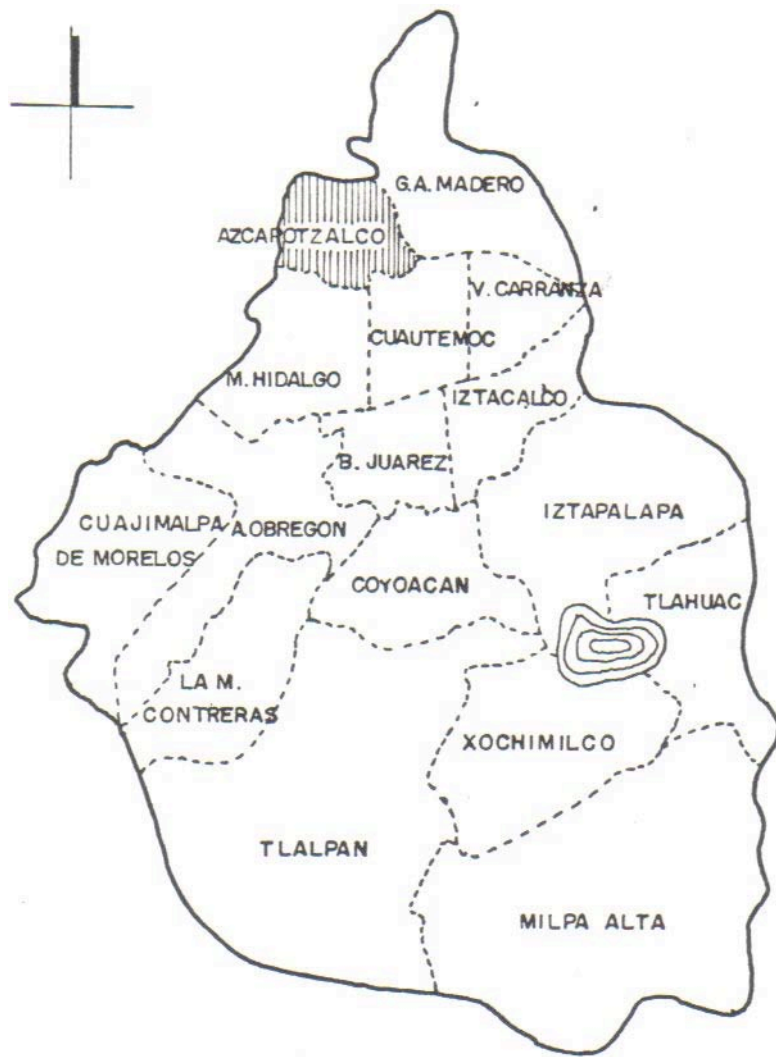 G.A. MADERO
AZCAPOTZALCO
V. CARRANZA
CUAUTEMOC
M. HIDALGO
IZTACALCO
B. JUAREZ
CUAJIMALPA
DE MORELOS
A.OBREGON
IZTAPALAPA
COYOACAN
TLAHUAC
LA M.
CONTRERAS
XOCHIMILCO
TLALPAN
MILPA ALTA